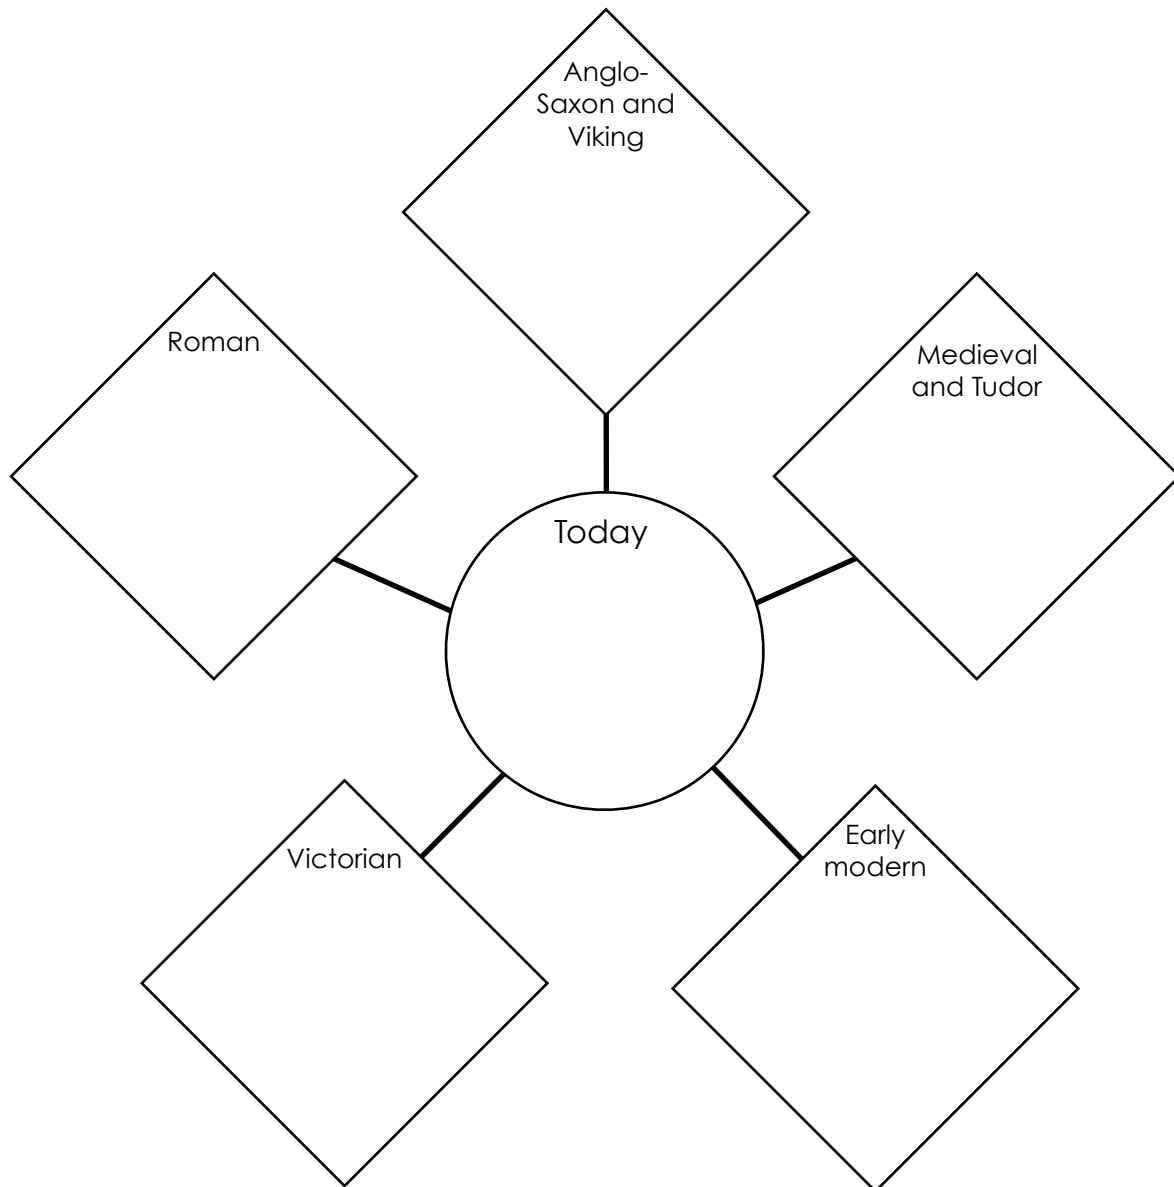 Anglo-
Saxon and
Viking
Roman
Medieval
and Tudor
Today
Victorian
Early
modern